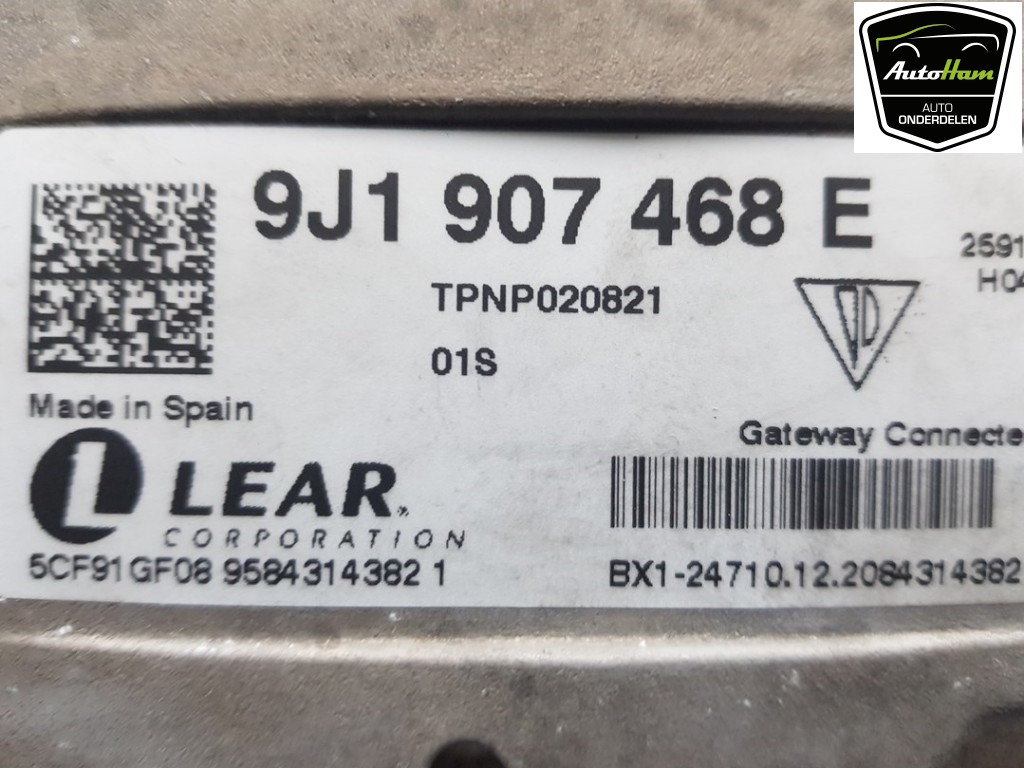 AutoHam
AUTO
ONDERDELEN
9J1 907 468 E
2591
H04
TPNP020821
01S
Made in Spain
Gateway Connecte
LEAR
CORPORATION
5CF91GF08 9584314382 1
BX1-24710.12.2084314382